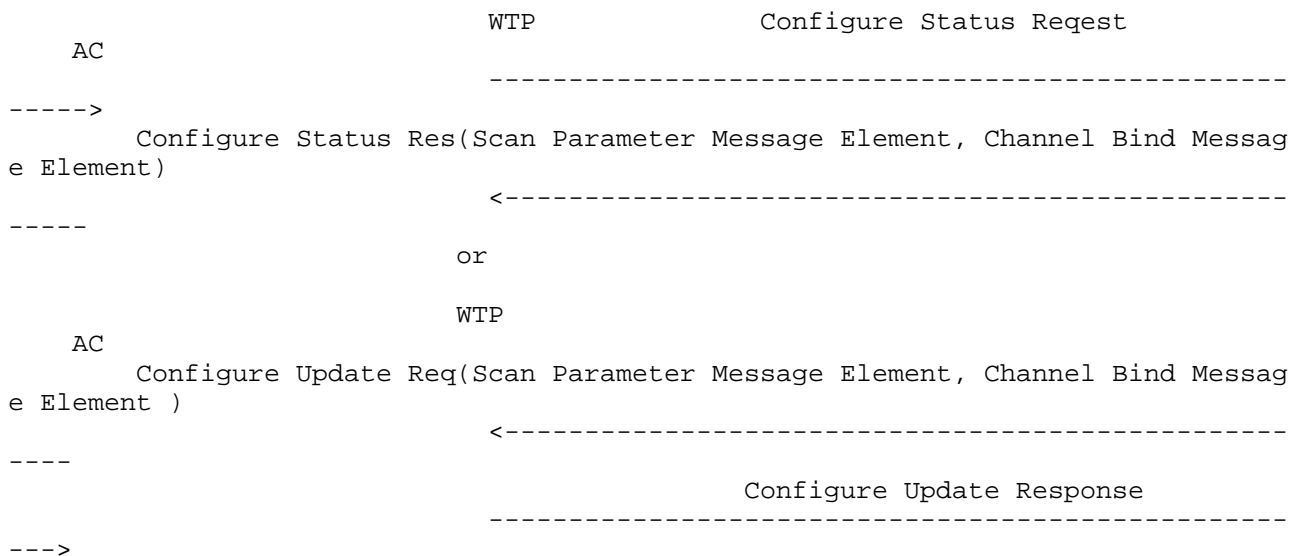 WTP Configure Status Reqest
AC
-------------------------------------------------
----->
Configure Status Res(Scan Parameter Message Element, Channel Bind Messag
e Element)
<------------------------------------------------
-----
or
WTP
AC
Configure Update Req(Scan Parameter Message Element, Channel Bind Messag
e Element )
<------------------------------------------------
----
Configure Update Response
-------------------------------------------------
--->